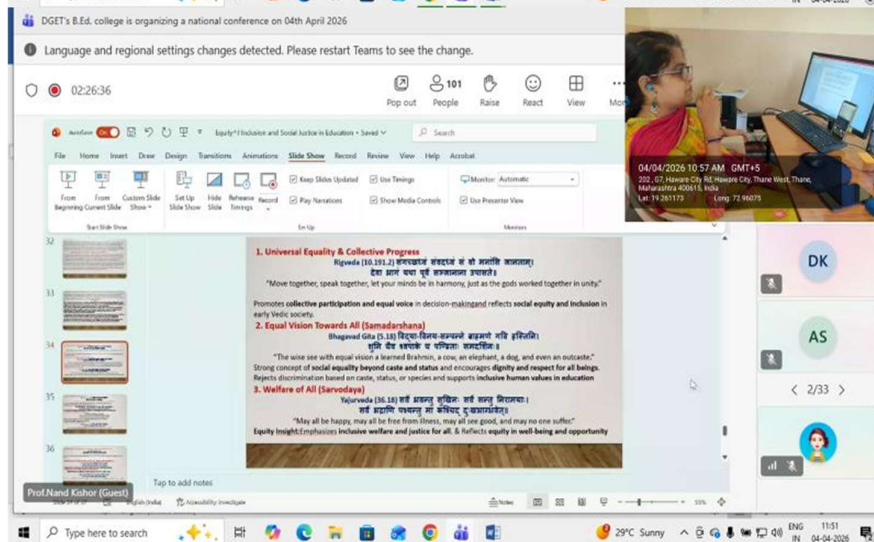 DGET's B.Ed. college is organizing a national conference on 04th April 2026
Language and regional settings changes detected. Please restart Teams to see the change.
02:26:36
101
Pop out People Raise React View
AutoSave
Search
File Home Insert Draw Design Transitions Animations Slide Show Record Review View Help Acrobat
From Beginning
From Current Slide
Custom Slide Show
Set Up Slide Show
Hide Slide
Rehearse Timings
Record
Keep Slides Updated
Play Narrations
Use Timings
Show Media Controls
Monitor: Automatic
Use Presenter View
Start Slide Show
Set Up
Monitors
04/04/2026 10:57 AM GMT+5
202, G7, Haware City Rd, Haware City, Thane West, Thane,
Maharashtra 400615, India
Lat: 19.261173 Long: 72.96075
32
33
34
35
36
1. Universal Equality & Collective Progress
Rigveda (10.191.2)
"Move together, speak together, let your minds be in harmony, just as the gods worked together in unity."
Promotes collective participation and equal voice in decision-makingand reflects social equity and inclusion in
early Vedic society.
2. Equal Vision Towards All (Samadarshana)
Bhagavad Gita (5.18)
"The wise see with equal vision a learned Brahmin, a cow, an elephant, a dog, and even an outcaste."
Strong concept of social equality beyond caste and status and encourages dignity and respect for all beings.
Rejects discrimination based on caste, status, or species and supports inclusive human values in education
3. Welfare of All (Sarvodaya)
Yajurveda (36.18) सर्वे भवन्तु सुखिनः सर्वे सन्तु निरामयाः।
"May all be happy, may all be free from illness, may all see good, and may no one suffer."
Equity Insight:Emphasizes inclusive welfare and justice for all. & Reflects equity in well-being and opportunity
DK
AS
2/33
Tap to add notes
Prof.Nand Kishor (Guest)
English (India)
Accessibility: Investigate
Notes
Type here to search
29°C Sunny
ENG
IN
11:51
04-04-2026